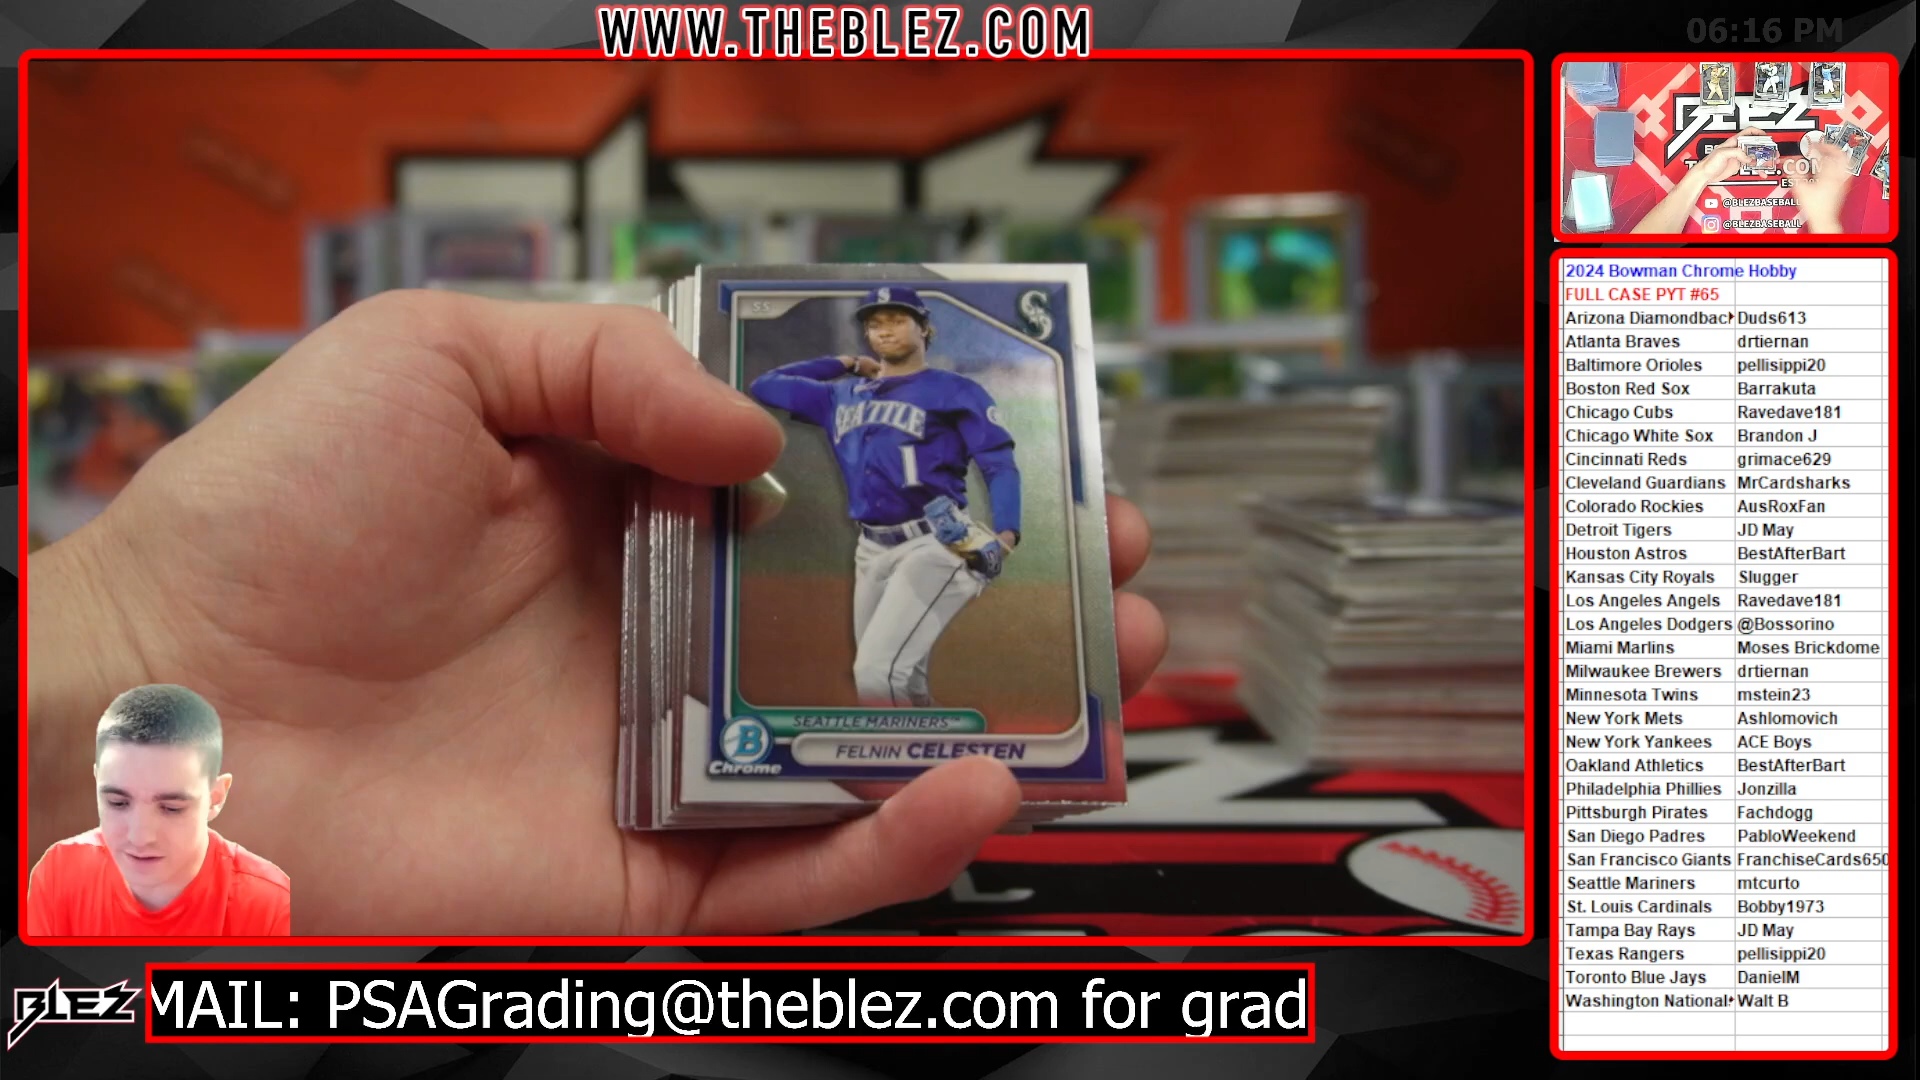 WWW.THEBLEZ.COM
06:16 PM
SS
SEATTLE
1
SEATTLE MARINERS™
FELNIN CELESTEN
B
Chrome
BLEZ
@BLEZBASEBALL
@BLEZBASEBALL
2024 Bowman Chrome Hobby
FULL CASE PYT #65
Arizona Diamondback Duds613
Atlanta Braves drtiernan
Baltimore Orioles pellisippi20
Boston Red Sox Barrakuta
Chicago Cubs Ravedave181
Chicago White Sox Brandon J
Cincinnati Reds grimace629
Cleveland Guardians MrCardsharks
Colorado Rockies AusRoxFan
Detroit Tigers JD May
Houston Astros BestAfterBart
Kansas City Royals Slugger
Los Angeles Angels Ravedave181
Los Angeles Dodgers @Bossorino
Miami Marlins Moses Brickdome
Milwaukee Brewers drtiernan
Minnesota Twins mstein23
New York Mets Ashlomovich
New York Yankees ACE Boys
Oakland Athletics BestAfterBart
Philadelphia Phillies Jonzilla
Pittsburgh Pirates Fachdogg
San Diego Padres PabloWeekend
San Francisco Giants FranchiseCards650
Seattle Mariners mtcurto
St. Louis Cardinals Bobby1973
Tampa Bay Rays JD May
Texas Rangers pellisippi20
Toronto Blue Jays DanielM
Washington National Walt B
BLEZ
MAIL: PSAGrading@theblez.com for grad